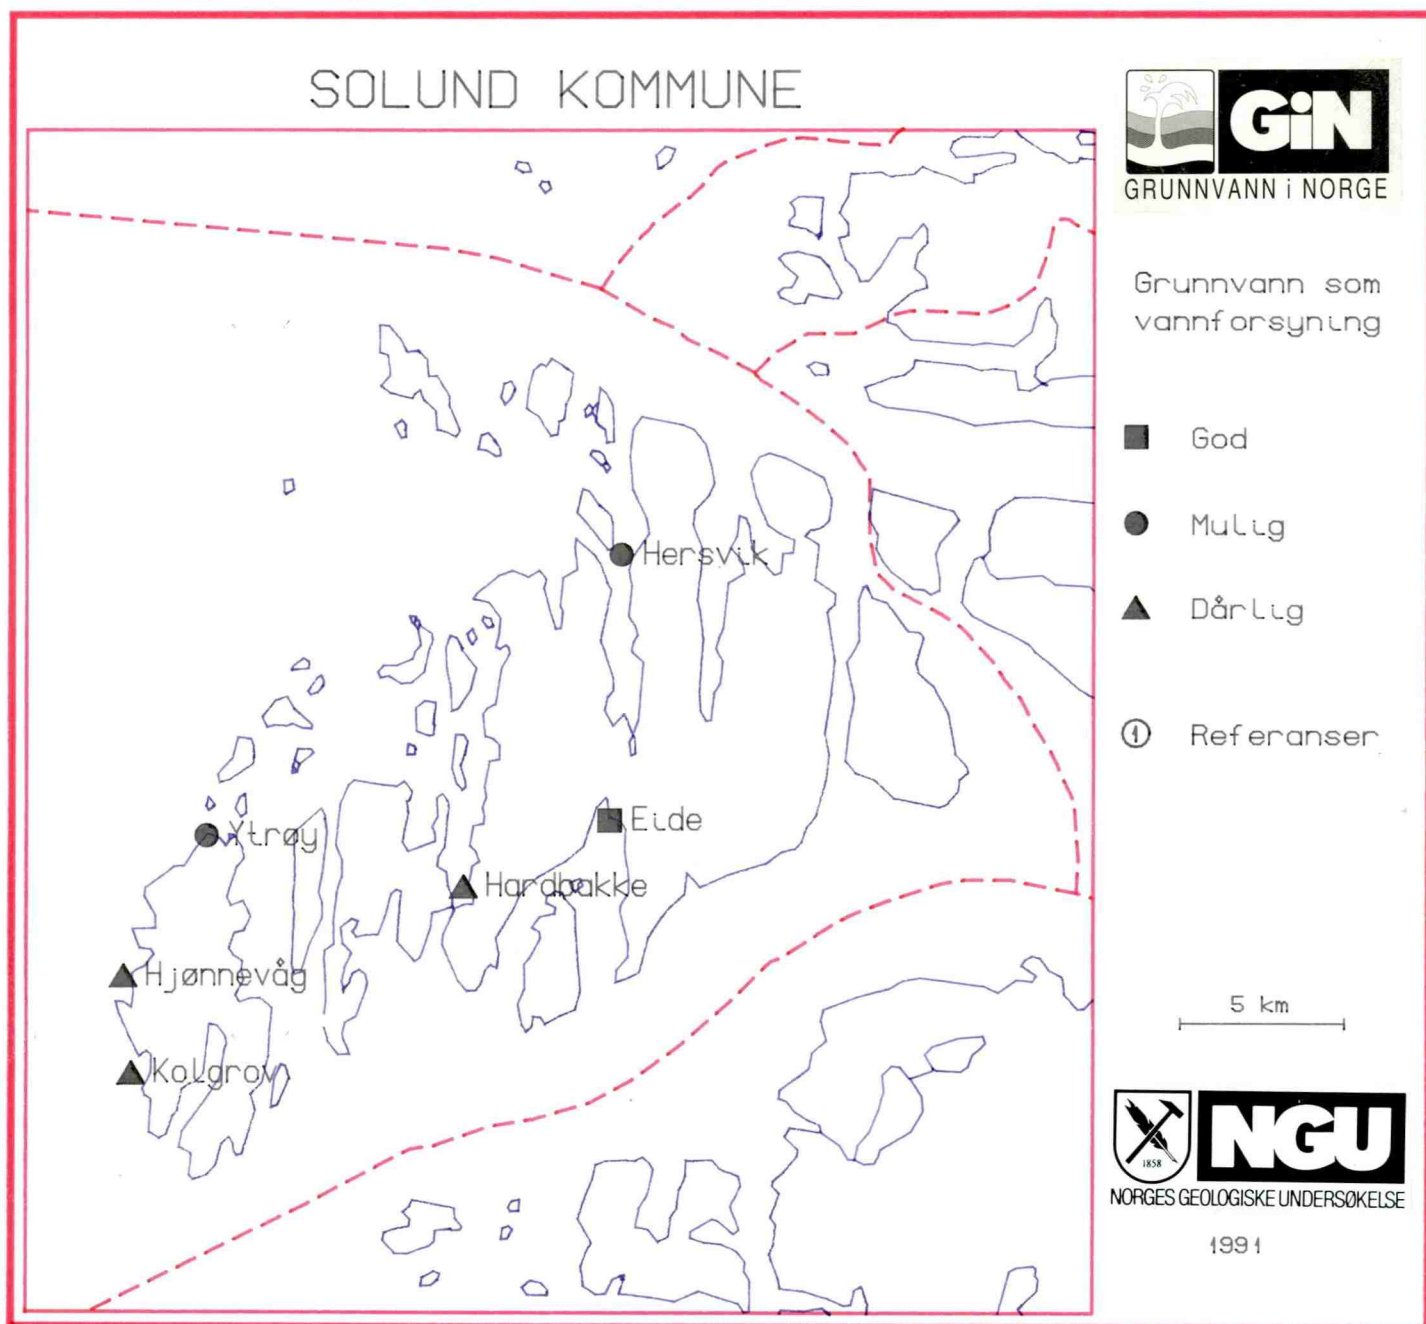 SOLUND KOMMUNE
GiN
GRUNNVANN i NORGE
Grunnvann som
vannforsyning
God
Mulig
Dårlig
1 Referanser
Hersvik
Ytrøy
Eide
Hardbakke
Hjønnevåg
Kolgrov
5 km
1858
NGU
NORGES GEOLOGISKE UNDERSØKELSE
1991